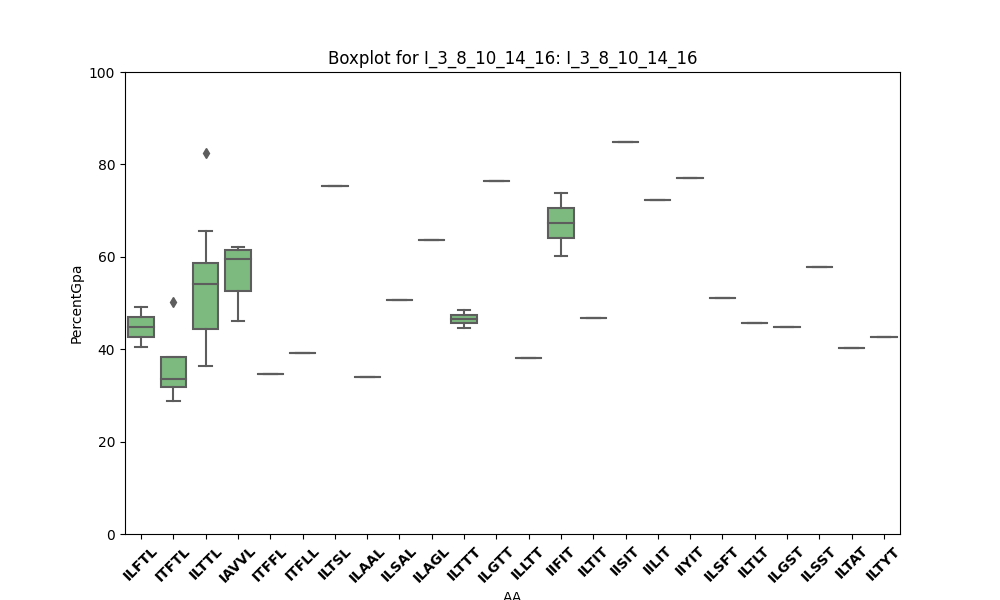 Boxplot for I_3_8_10_14_16: I_3_8_10_14_16
100
80
60
40
20
0
PercentGpa
ILFTL ITFTL ILTTL IAVVL ITFFL ITFLL ILTSL ILAAL ILSAL ILAGL ILTTT ILGTT ILLTT IIFIT ILTIT IISIT IILIT IIYIT ILSFT ILTLT ILGST ILSST ILTAT ILTYT
AA